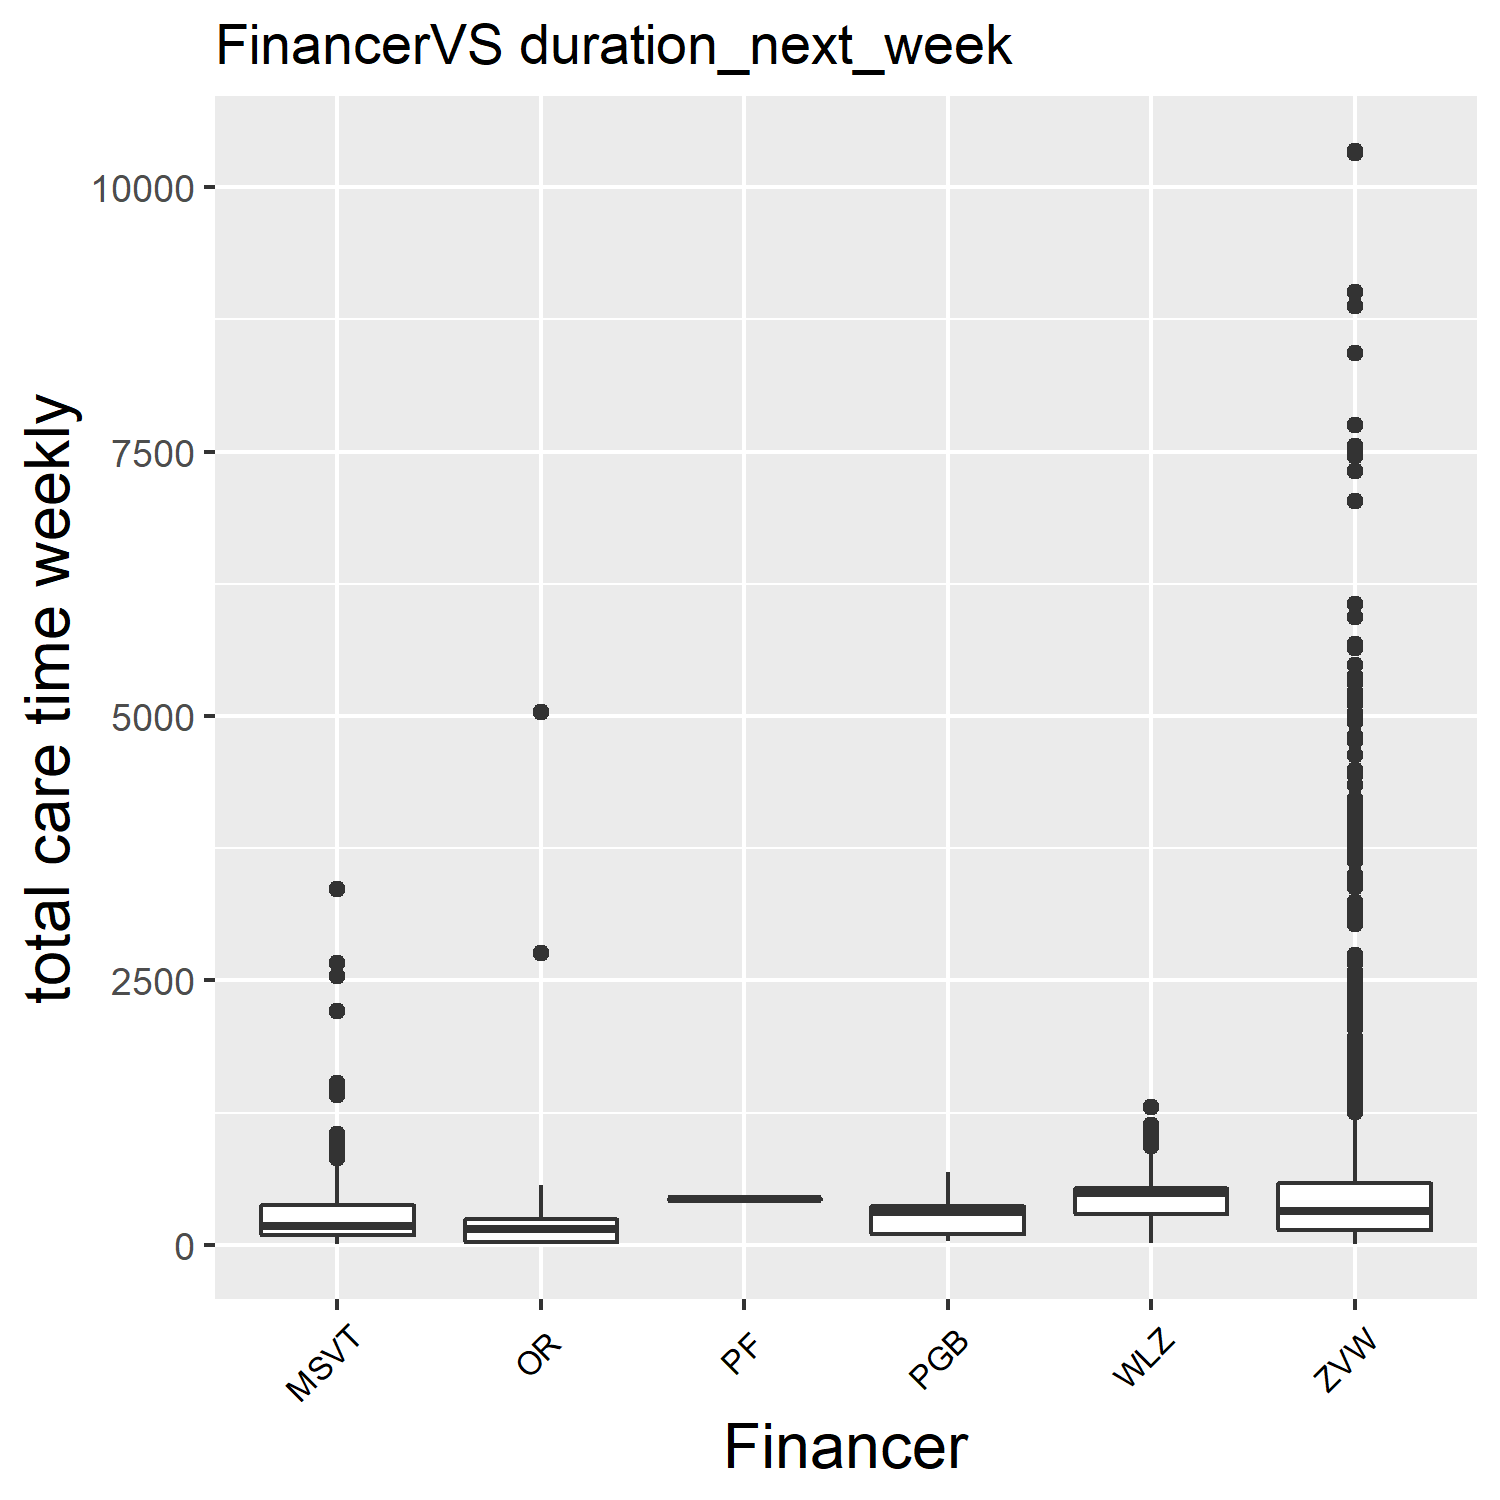 FinancerVS duration_next_week
total care time weekly
10000
7500
5000
2500
0
MSVT
OR
PF
PGB
WLZ
ZVW
Financer